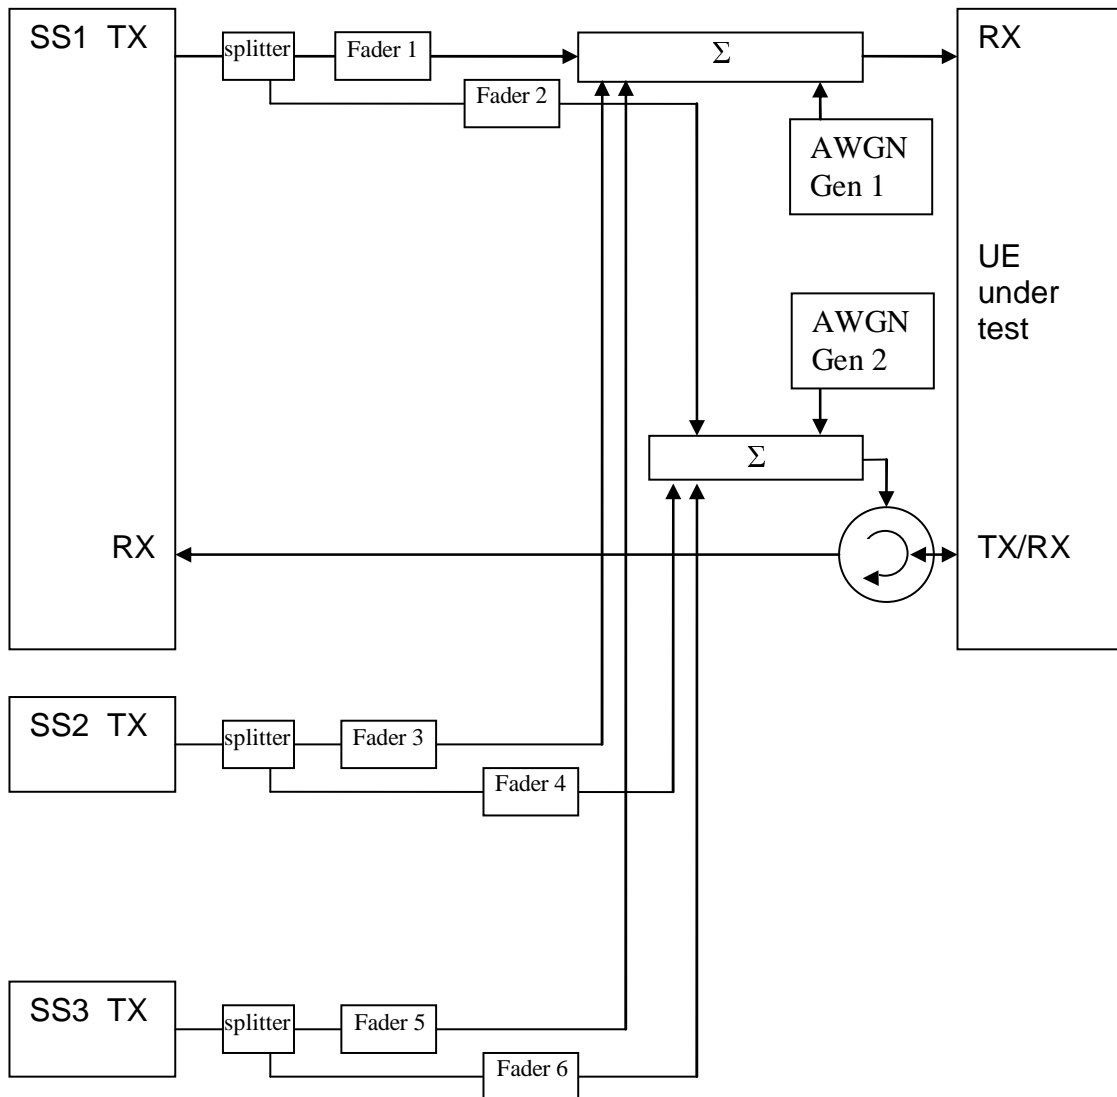 SS1 TX
splitter
Fader 1
Σ
RX
Fader 2
AWGN
Gen 1
UE
under
test
AWGN
Gen 2
Σ
RX
TX/RX
SS2 TX
splitter
Fader 3
Fader 4
SS3 TX
splitter
Fader 5
Fader 6